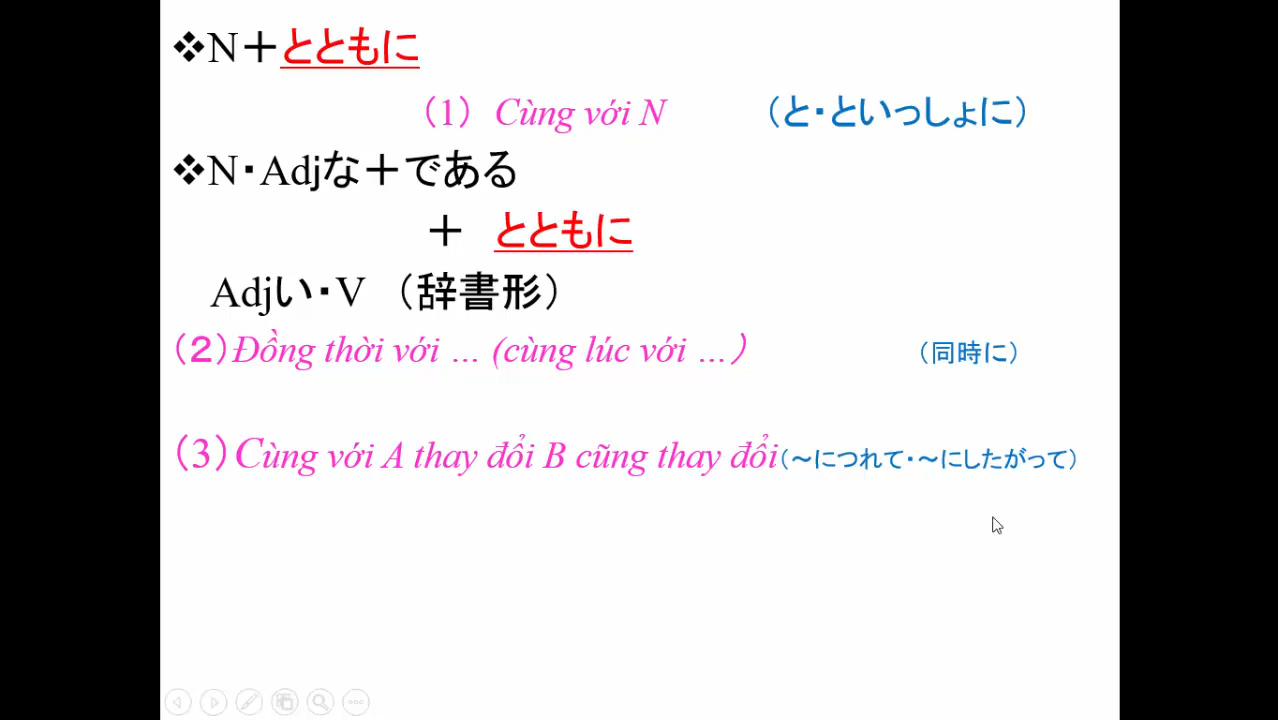 ❖N＋とともに
（1） Cùng với N （と・といっしょに）
❖N・Adjな＋である
＋ とともに
Adjい・V （辞書形）
（２）Đồng thời với … (cùng lúc với …） （同時に）
（3）Cùng với A thay đổi B cũng thay đổi（～につれて・～にしたがって）